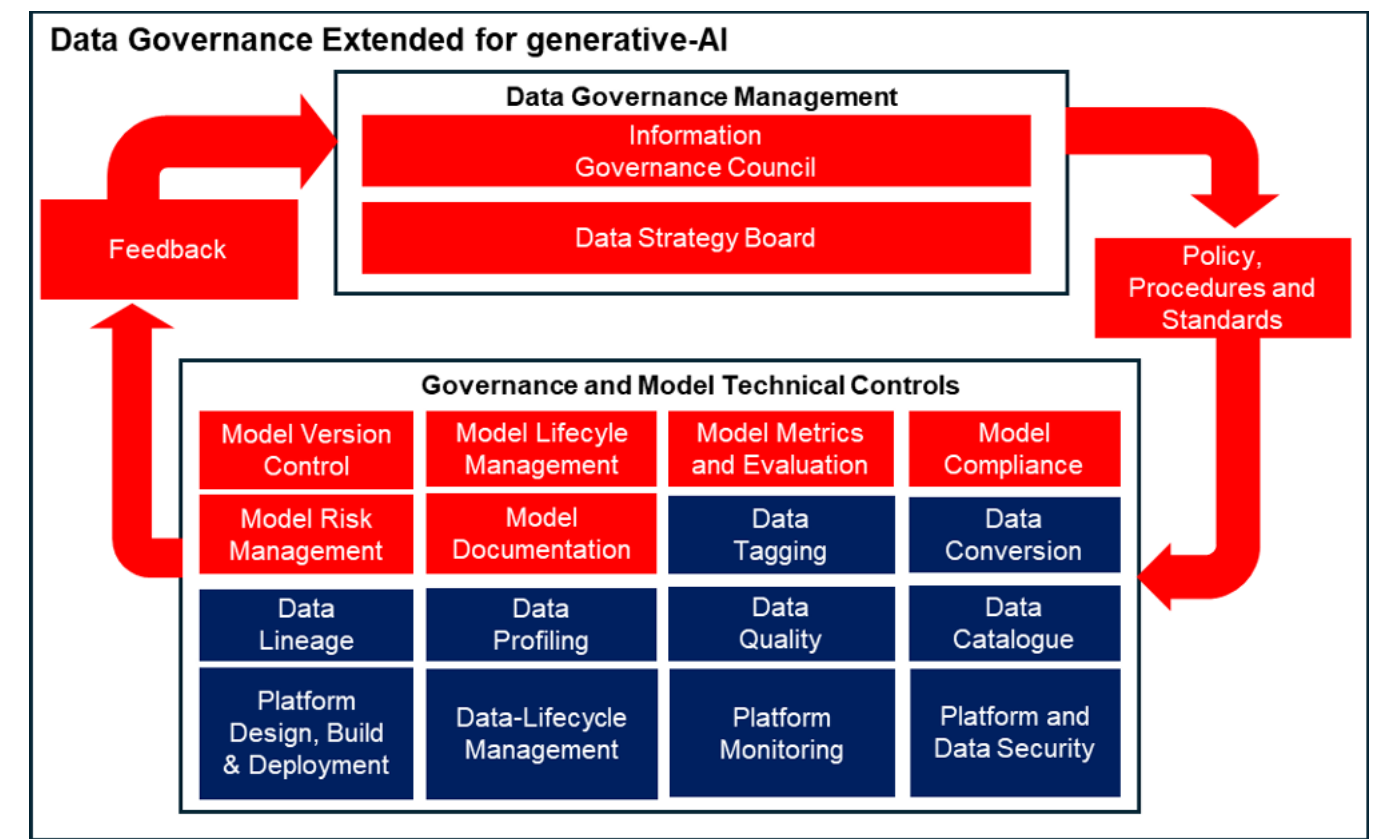 Data Governance Extended for generative-AI
Data Governance Management
Information
Governance Council
Data Strategy Board
Feedback
Policy,
Procedures and
Standards
Governance and Model Technical Controls
Model Version
Control
Model Lifecyle
Management
Model Metrics
and Evaluation
Model
Compliance
Model Risk
Management
Model
Documentation
Data
Tagging
Data
Conversion
Data
Lineage
Data
Profiling
Data
Quality
Data
Catalogue
Platform
Design, Build
& Deployment
Data-Lifecycle
Management
Platform
Monitoring
Platform and
Data Security